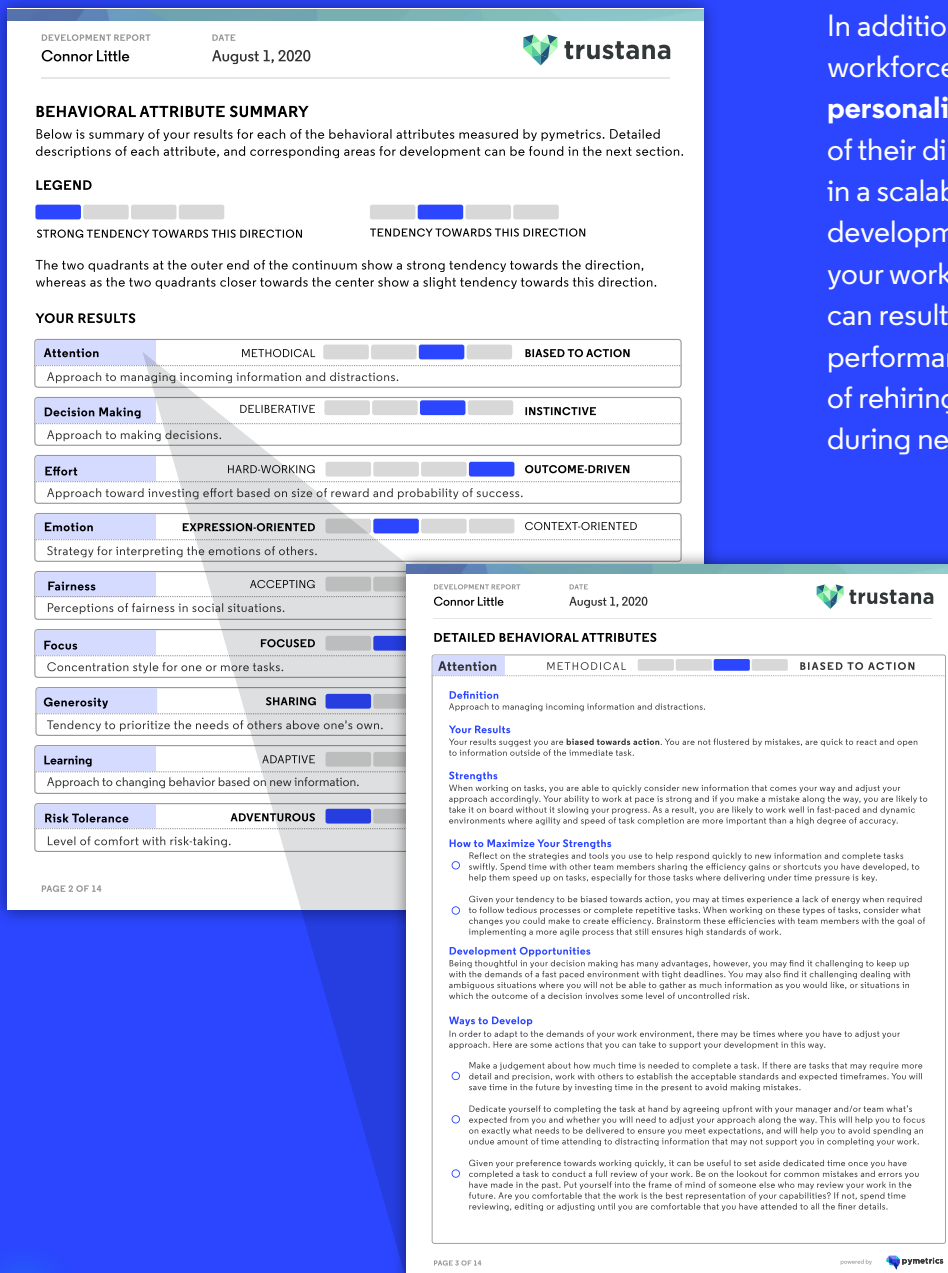 DEVELOPMENT REPORT
Connor Little
DATE
August 1, 2020
trustana
BEHAVIORAL ATTRIBUTE SUMMARY
Below is summary of your results for each of the behavioral attributes measured by pymetrics. Detailed
descriptions of each attribute, and corresponding areas for development can be found in the next section.
LEGEND
STRONG TENDENCY TOWARDS THIS DIRECTION
TENDENCY TOWARDS THIS DIRECTION
The two quadrants at the outer end of the continuum show a strong tendency towards the direction,
whereas as the two quadrants closer towards the center show a slight tendency towards this direction.
YOUR RESULTS
Attention METHODICAL BIASED TO ACTION
Approach to managing incoming information and distractions.
Decision Making DELIBERATIVE INSTINCTIVE
Approach to making decisions.
Effort HARD-WORKING OUTCOME-DRIVEN
Approach toward investing effort based on size of reward and probability of success.
Emotion EXPRESSION-ORIENTED CONTEXT-ORIENTED
Strategy for interpreting the emotions of others.
Fairness ACCEPTING
Perceptions of fairness in social situations.
Focus FOCUSED
Concentration style for one or more tasks.
Generosity SHARING
Tendency to prioritize the needs of others above one's own.
Learning ADAPTIVE
Approach to changing behavior based on new information.
Risk Tolerance ADVENTUROUS
Level of comfort with risk-taking.
PAGE 2 OF 14
In additio
workforce
personali
of their di
in a scalab
developm
your work
can result
performan
of rehiring
during ne
DEVELOPMENT REPORT
Connor Little
DATE
August 1, 2020
trustana
DETAILED BEHAVIORAL ATTRIBUTES
Attention METHODICAL BIASED TO ACTION
Definition
Approach to managing incoming information and distractions.
Your Results
Your results suggest you are biased towards action. You are not flustered by mistakes, are quick to react and open
to information outside of the immediate task.
Strengths
When working on tasks, you are able to quickly consider new information that comes your way and adjust your
approach accordingly. Your ability to work at pace is strong and if you make a mistake along the way, you are likely to
take it on board without it slowing your progress. As a result, you are likely to work well in fast-paced and dynamic
environments where agility and speed of task completion are more important than a high degree of accuracy.
How to Maximize Your Strengths
Reflect on the strategies and tools you use to help respond quickly to new information and complete tasks
swiftly. Spend time with other team members sharing the efficiency gains or shortcuts you have developed, to
help them speed up on tasks, especially for those tasks where delivering under time pressure is key.
Given your tendency to be biased towards action, you may at times experience a lack of energy when required
to follow tedious processes or complete repetitive tasks. When working on these types of tasks, consider what
changes you could make to create efficiency. Brainstorm these efficiencies with team members with the goal of
implementing a more agile process that still ensures high standards of work.
Development Opportunities
Being thoughtful in your decision making has many advantages, however, you may find it challenging to keep up
with the demands of a fast paced environment with tight deadlines. You may also find it challenging dealing with
ambiguous situations where you will not be able to gather as much information as you would like, or situations in
which the outcome of a decision involves some level of uncontrolled risk.
Ways to Develop
In order to adapt to the demands of your work environment, there may be times where you have to adjust your
approach. Here are some actions that you can take to support your development in this way.
Make a judgement about how much time is needed to complete a task. If there are tasks that may require more
detail and precision, work with others to establish the acceptable standards and expected timeframes. You will
save time in the future by investing time in the present to avoid making mistakes.
Dedicate yourself to completing the task at hand by agreeing upfront with your manager and/or team what's
expected from you and whether you will need to adjust your approach along the way. This will help you to focus
on exactly what needs to be delivered to ensure you meet expectations, and will help you to avoid spending an
undue amount of time attending to distracting information that may not support you in completing your work.
Given your preference towards working quickly, it can be useful to set aside dedicated time once you have
completed a task to conduct a full review of your work. Be on the lookout for common mistakes and errors you
have made in the past. Put yourself into the frame of mind of someone else who may review your work in the
future. Are you comfortable that the work is the best representation of your capabilities? If not, spend time
reviewing, editing or adjusting until you are comfortable that you have attended to all the finer details.
PAGE 3 OF 14
powered by pymetrics